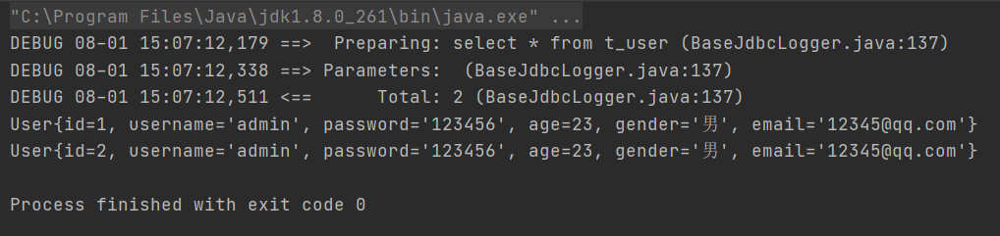 "C:\Program Files\Java\jdk1.8.0_261\bin\java.exe" ...
DEBUG 08-01 15:07:12,179 ==>  Preparing: select * from t_user (BaseJdbcLogger.java:137)
DEBUG 08-01 15:07:12,338 ==> Parameters:  (BaseJdbcLogger.java:137)
DEBUG 08-01 15:07:12,511 <==      Total: 2 (BaseJdbcLogger.java:137)
User{id=1, username='admin', password='123456', age=23, gender='男', email='12345@qq.com'}
User{id=2, username='admin', password='123456', age=23, gender='男', email='12345@qq.com'}
Process finished with exit code 0